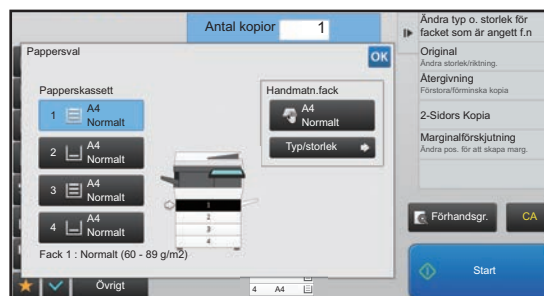 Antal kopior 1
Ändra typ o. storlek för
facket som är angett f.n
Pappersval
OK
Original
Ändra storlek/riktning.
Återgivning
Förstora/förminska kopia
Papperskassett
1 A4
Normalt
2 A4
Normalt
3 A4
Normalt
4 A4
Normalt
Handmatn.fack
A4
Normalt
Typ/storlek
1
2
3
4
Fack 1 : Normalt (60 - 89 g/m2)
2-Sidors Kopia
Marginalförskjutning
Ändra pos. för att skapa marg.
Förhandsgr.
CA
Övrigt
4 A4
Start